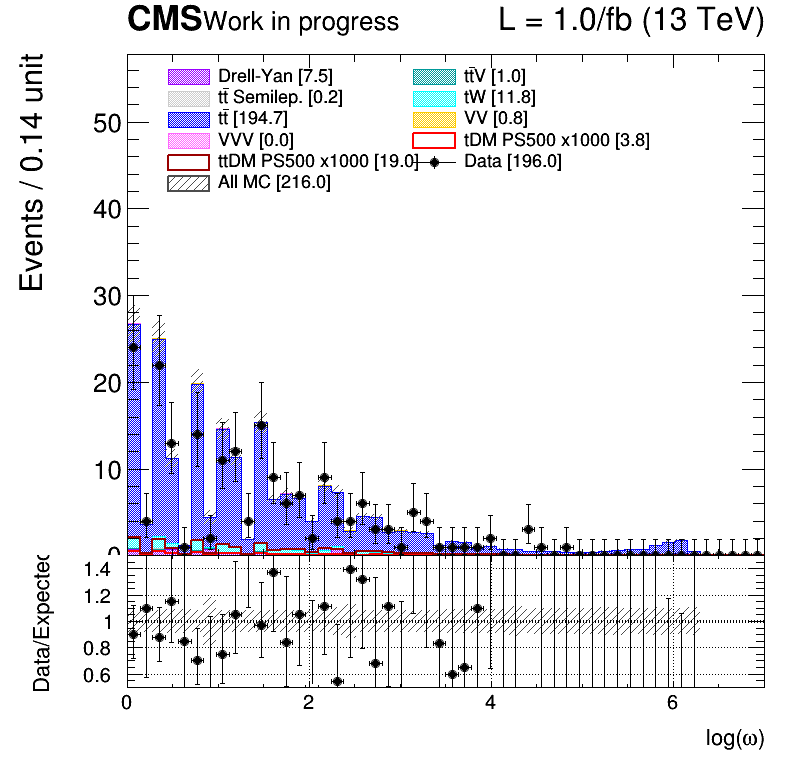 CMS Work in progress L = 1.0/fb (13 TeV)
Drell-Yan [7.5] tt̄V [1.0]
tt̄ Semilep. [0.2] tW [11.8]
tt̄ [194.7] VV [0.8]
VVV [0.0] tDM PS500 x1000 [3.8]
ttDM PS500 x1000 [19.0] Data [196.0]
All MC [216.0]
Events / 0.14 unit
50
40
30
20
10
0
Data/Expected
1.4
1.2
1
0.8
0.6
0 2 4 6
log(ω)